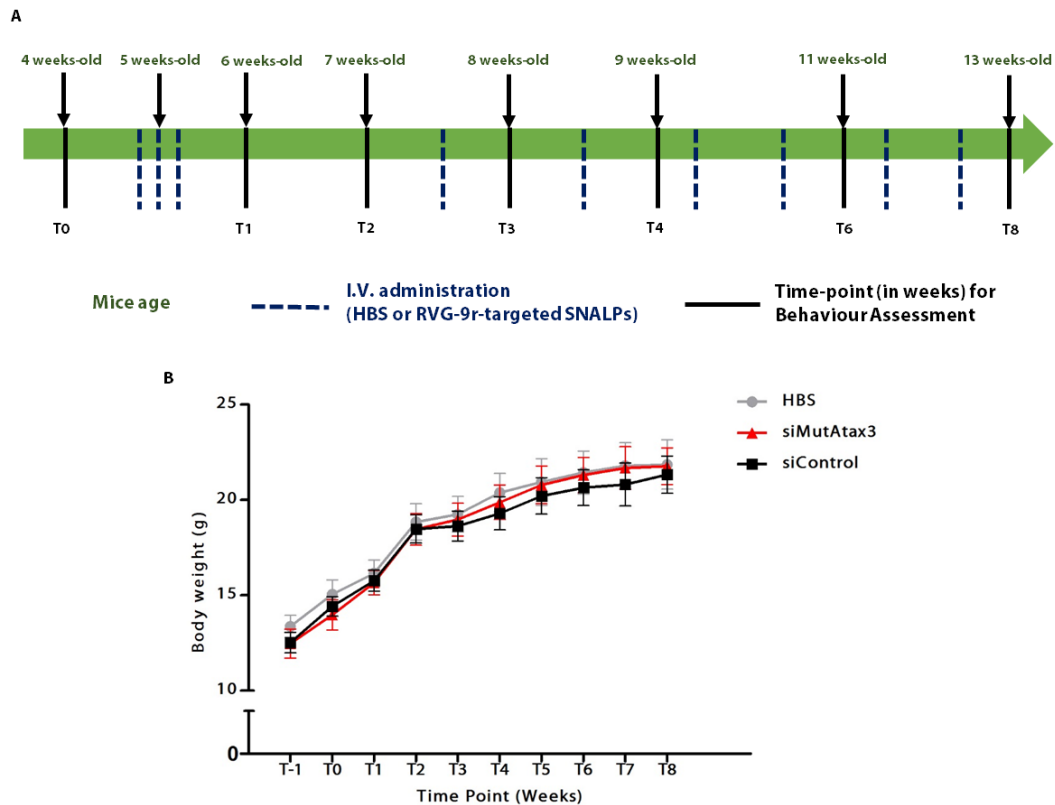 A
4 weeks-old 5 weeks-old 6 weeks-old 7 weeks-old 8 weeks-old 9 weeks-old 11 weeks-old 13 weeks-old
T0 T1 T2 T3 T4 T6 T8
Mice age
I.V. administration
(HBS or RVG-9r-targeted SNALPs)
Time-point (in weeks) for
Behaviour Assessment
B
HBS
siMutAtax3
siControl
Body weight (g)
25
20
15
10
0
T-1 T0 T1 T2 T3 T4 T5 T6 T7 T8
Time Point (Weeks)